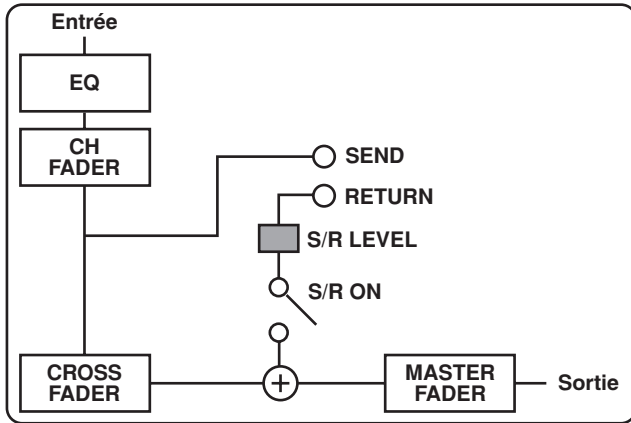 Entrée
EQ
CH
FADER
SEND
RETURN
S/R LEVEL
S/R ON
CROSS
FADER
+
MASTER
FADER
Sortie